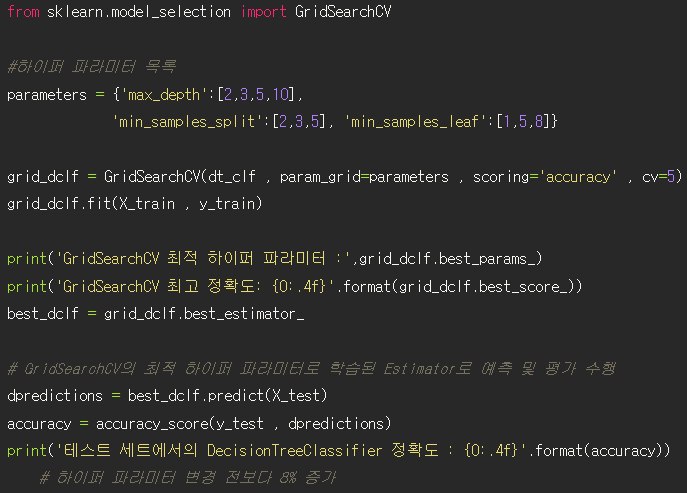 from sklearn.model_selection import GridSearchCV
#하이퍼 파라미터 목록
parameters = {'max_depth':[2,3,5,10],
'min_samples_split':[2,3,5], 'min_samples_leaf':[1,5,8]}
grid_dclf = GridSearchCV(dt_clf , param_grid=parameters , scoring='accuracy' , cv=5)
grid_dclf.fit(X_train , y_train)
print('GridSearchCV 최적 하이퍼 파라미터 :',grid_dclf.best_params_)
print('GridSearchCV 최고 정확도: {0:.4f}'.format(grid_dclf.best_score_))
best_dclf = grid_dclf.best_estimator_
# GridSearchCV의 최적 하이퍼 파라미터로 학습된 Estimator로 예측 및 평가 수행
dpredictions = best_dclf.predict(X_test)
accuracy = accuracy_score(y_test , dpredictions)
print('테스트 세트에서의 DecisionTreeClassifier 정확도 : {0:.4f}'.format(accuracy))
# 하이퍼 파라미터 변경 전보다 8% 증가